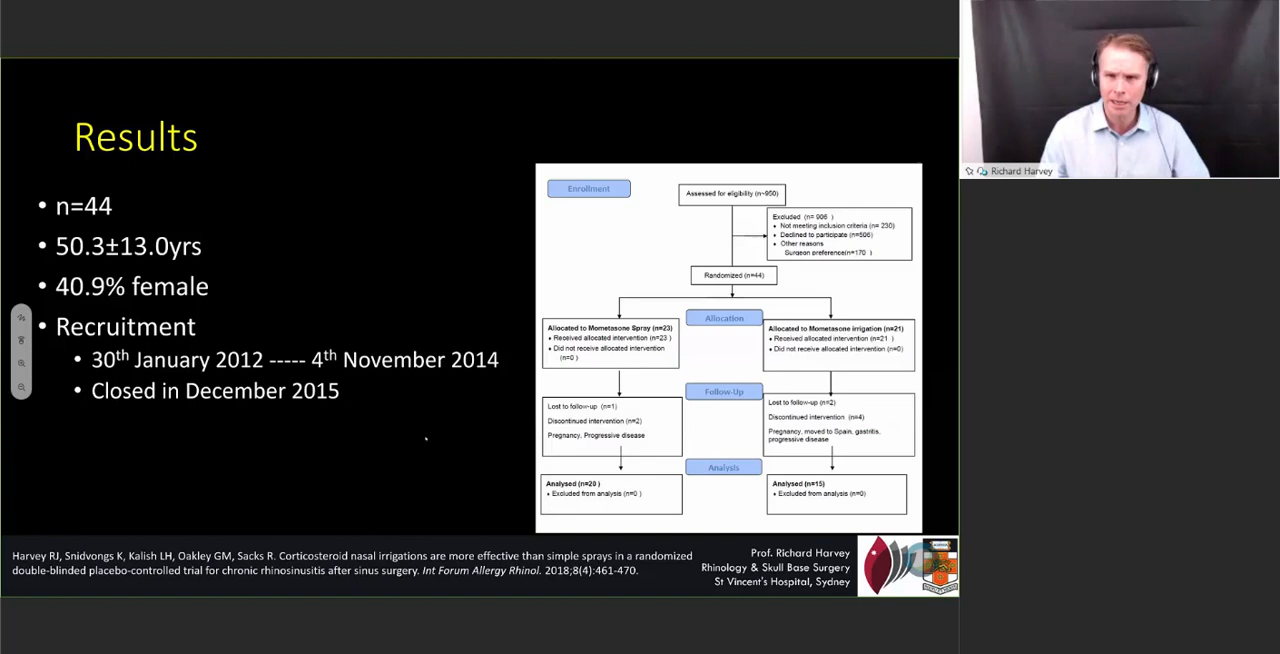 Results
• n=44
• 50.3±13.0yrs
• 40.9% female
• Recruitment
• 30th January 2012 ----- 4th November 2014
• Closed in December 2015
Enrollment
Assessed for eligibility (n~950)
Excluded (n= 906 )
♦ Not meeting inclusion criteria (n= 230)
♦ Declined to participate (n=506)
♦ Other reasons
Surgeon preference(n=170 )
Randomized (n=44)
Allocation
Allocated to Mometasone Spray (n=23)
♦ Received allocated intervention (n=23 )
♦ Did not receive allocated intervention
(n=0 )
Allocated to Mometasone irrigation (n=21)
♦ Received allocated intervention (n=21 )
♦ Did not receive allocated intervention (n=0)
Follow-Up
Lost to follow-up (n=1)
Discontinued intervention (n=2)
Pregnancy, Progressive disease
Lost to follow-up (n=2)
Discontinued intervention (n=4)
Pregnancy, moved to Spain, gastritis,
progressive disease
Analysis
Analysed (n=20 )
♦ Excluded from analysis (n=0 )
Analysed (n=15)
♦ Excluded from analysis (n=0)
Harvey RJ, Snidvongs K, Kalish LH, Oakley GM, Sacks R. Corticosteroid nasal irrigations are more effective than simple sprays in a randomized
double-blinded placebo-controlled trial for chronic rhinosinusitis after sinus surgery. Int Forum Allergy Rhinol. 2018;8(4):461-470.
Prof. Richard Harvey
Rhinology & Skull Base Surgery
St Vincent's Hospital, Sydney
Richard Harvey